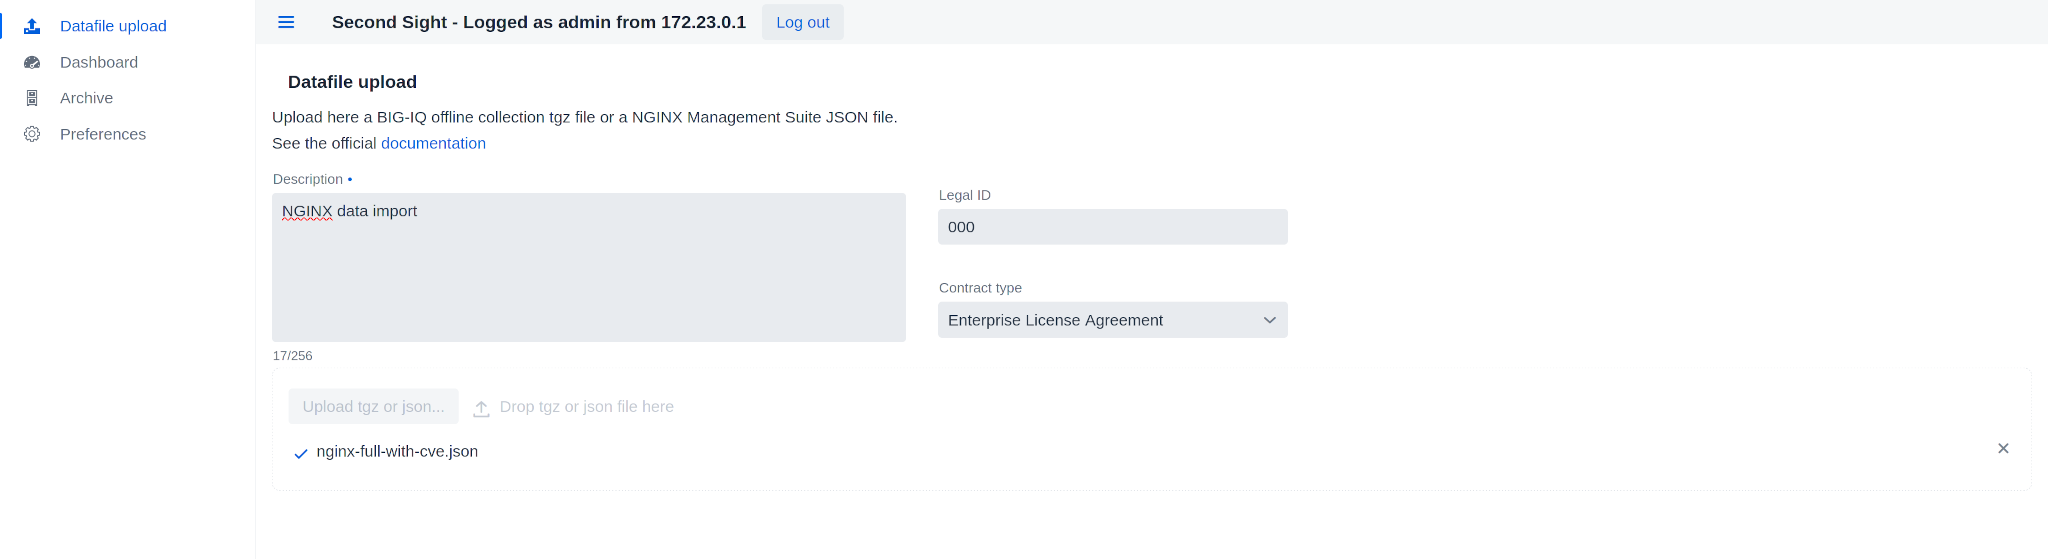 Datafile upload
Dashboard
Archive
Preferences
Second Sight - Logged as admin from 172.23.0.1
Log out
Datafile upload
Upload here a BIG-IQ offline collection tgz file or a NGINX Management Suite JSON file.
See the official documentation
Description •
NGINX data import
17/256
Legal ID
000
Contract type
Enterprise License Agreement
Upload tgz or json...
Drop tgz or json file here
nginx-full-with-cve.json